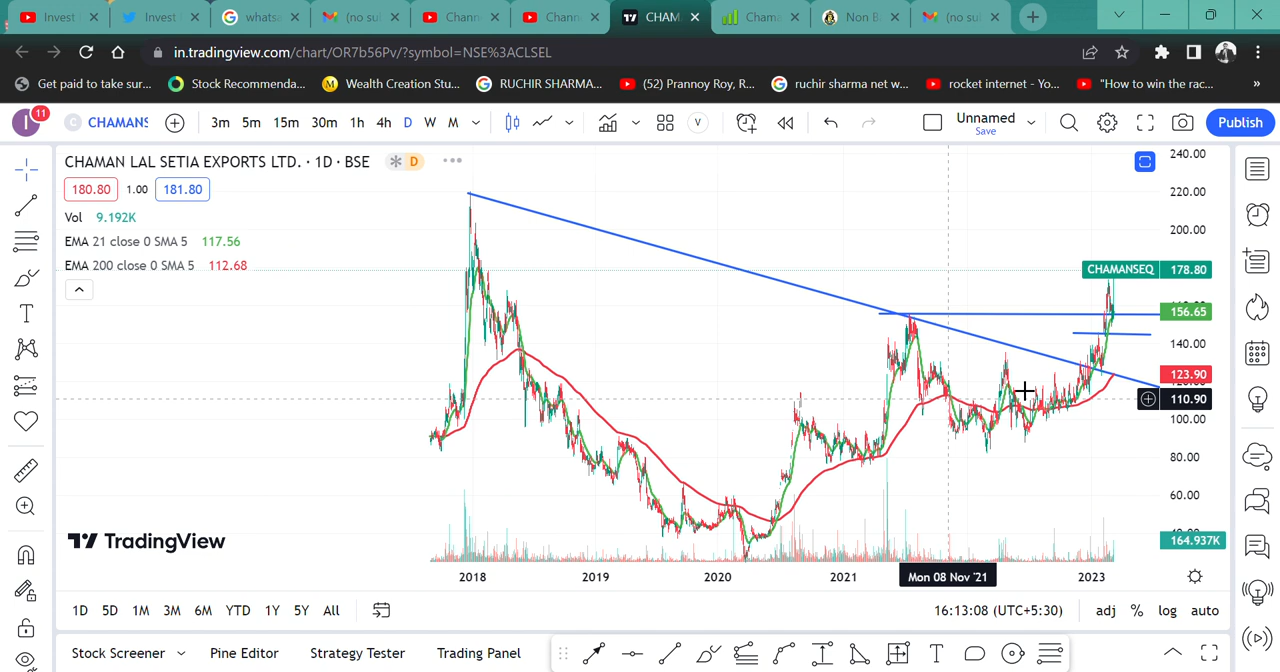 Invest
Invest
whats
(no su
Chann
Chann
CHAM
Chama
Non B
(no su
in.tradingview.com/chart/OR7b56Pv/?symbol=NSE%3ACLSEL
Get paid to take sur...
Stock Recommenda...
Wealth Creation Stu...
RUCHIR SHARMA...
(52) Prannoy Roy, R...
ruchir sharma net w...
rocket internet - Yo...
"How to win the rac...
»
I
11
C
CHAMANS
3m 5m 15m 30m 1h 4h D W M
V
Unnamed
Save
Publish
CHAMAN LAL SETIA EXPORTS LTD. · 1D · BSE
D
180.80 1.00 181.80
Vol 9.192K
EMA 21 close 0 SMA 5 117.56
EMA 200 close 0 SMA 5 112.68
240.00
220.00
200.00
CHAMANSEQ 178.80
156.65
140.00
123.90
110.90
100.00
80.00
60.00
164.937K
TradingView
2018 2019 2020 2021 Mon 08 Nov '21 2023
1D 5D 1M 3M 6M YTD 1Y 5Y All
16:13:08 (UTC+5:30)
adj % log auto
Stock Screener
Pine Editor
Strategy Tester
Trading Panel